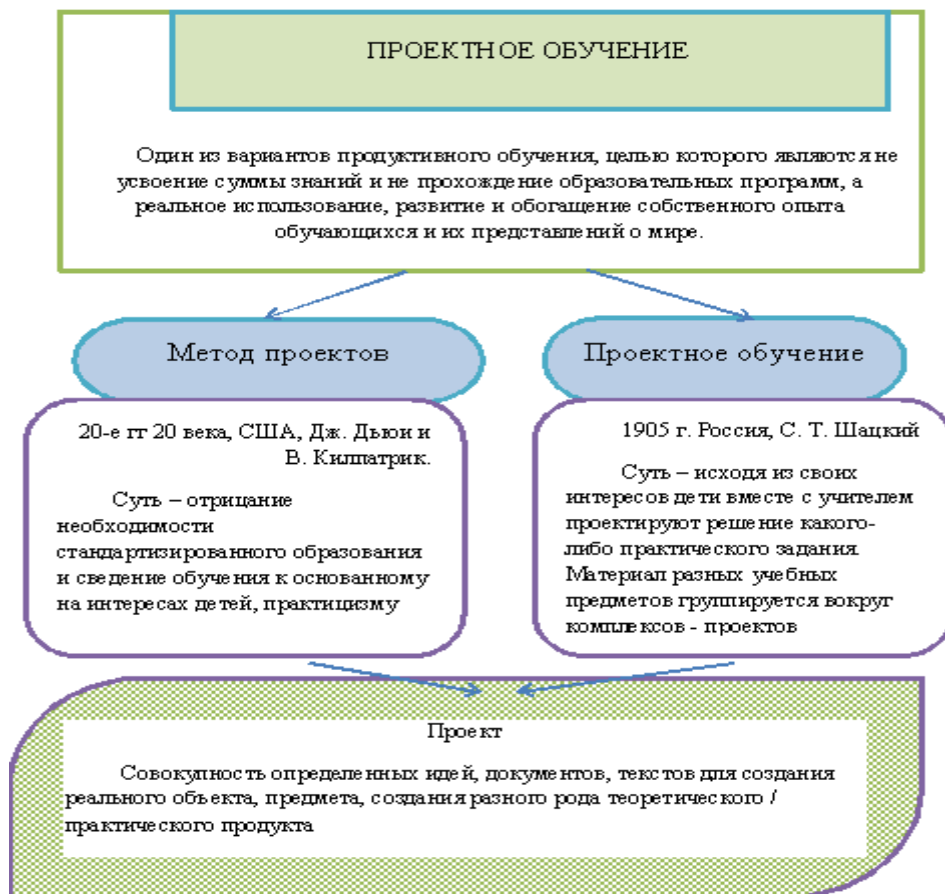 ПРОЕКТНОЕ ОБУЧЕНИЕ
Один из вариантов продуктивного обучения, целью которого являются не
усвоение суммы знаний и не прохождение образовательных программ, а
реальное использование, развитие и обогащение собственного опыта
обучающихся и их представлений о мире.
Метод проектов
20-е гг 20 века, США, Дж. Дьюи и
В. Килпатрик.
Суть – отрицание
необходимости
стандартизированного образования
и сведение обучения к основанному
на интересах детей, практицизму
Проектное обучение
1905 г. Россия, С. Т. Шацкий
Суть – исходя из своих
интересов дети вместе с учителем
проектируют решение какого-
либо практического задания.
Материал разных учебных
предметов группируется вокруг
комплексов - проектов
Проект
Совокупность определенных идей, документов, текстов для создания
реального объекта, предмета, создания разного рода теоретического /
практического продукта